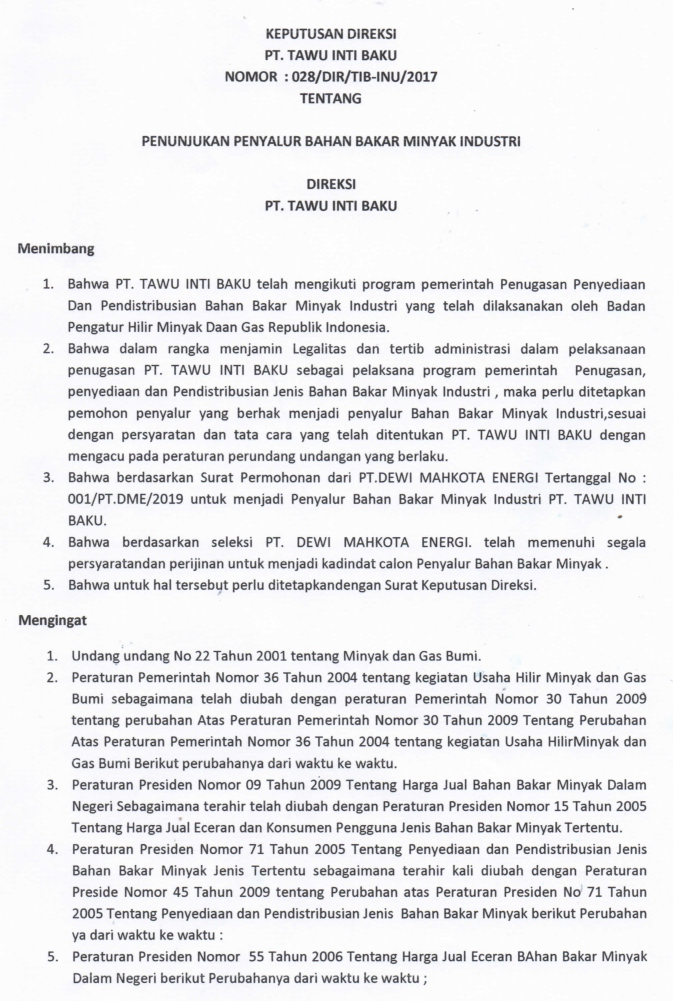 KEPUTUSAN DIREKSI
PT. TAWU INTI BAKU
NOMOR : 028/DIR/TIB-INU/2017
TENTANG
PENUNJUKAN PENYALUR BAHAN BAKAR MINYAK INDUSTRI
DIREKSI
PT. TAWU INTI BAKU
Menimbang
1. Bahwa PT. TAWU INTI BAKU telah mengikuti program pemerintah Penugasan Penyediaan
Dan Pendistribusian Bahan Bakar Minyak Industri yang telah dilaksanakan oleh Badan
Pengatur Hilir Minyak Daan Gas Republik Indonesia.
2. Bahwa dalam rangka menjamin Legalitas dan tertib administrasi dalam pelaksanaan
penugasan PT. TAWU INTI BAKU sebagai pelaksana program pemerintah Penugasan,
penyediaan dan Pendistribusian Jenis Bahan Bakar Minyak Industri , maka perlu ditetapkan
pemohon penyalur yang berhak menjadi penyalur Bahan Bakar Minyak Industri,sesuai
dengan persyaratan dan tata cara yang telah ditentukan PT. TAWU INTI BAKU dengan
mengacu pada peraturan perundang undangan yang berlaku.
3. Bahwa berdasarkan Surat Permohonan dari PT.DEWI MAHKOTA ENERGI Tertanggal No :
001/PT.DME/2019 untuk menjadi Penyalur Bahan Bakar Minyak Industri PT. TAWU INTI
BAKU.
4. Bahwa berdasarkan seleksi PT. DEWI MAHKOTA ENERGI. telah memenuhi segala
persyaratandan perijinan untuk menjadi kadindat calon Penyalur Bahan Bakar Minyak .
5. Bahwa untuk hal tersebut perlu ditetapkandengan Surat Keputusan Direksi.
Mengingat
1. Undang undang No 22 Tahun 2001 tentang Minyak dan Gas Bumi.
2. Peraturan Pemerintah Nomor 36 Tahun 2004 tentang kegiatan Usaha Hilir Minyak dan Gas
Bumi sebagaimana telah diubah dengan peraturan Pemerintah Nomor 30 Tahun 2009
tentang perubahan Atas Peraturan Pemerintah Nomor 30 Tahun 2009 Tentang Perubahan
Atas Peraturan Pemerintah Nomor 36 Tahun 2004 tentang kegiatan Usaha HilirMinyak dan
Gas Bumi Berikut perubahanya dari waktu ke waktu.
3. Peraturan Presiden Nomor 09 Tahun 2009 Tentang Harga Jual Bahan Bakar Minyak Dalam
Negeri Sebagaimana terahir telah diubah dengan Peraturan Presiden Nomor 15 Tahun 2005
Tentang Harga Jual Eceran dan Konsumen Pengguna Jenis Bahan Bakar Minyak Tertentu.
4. Peraturan Presiden Nomor 71 Tahun 2005 Tentang Penyediaan dan Pendistribusian Jenis
Bahan Bakar Minyak Jenis Tertentu sebagaimana terahir kali diubah dengan Peraturan
Preside Nomor 45 Tahun 2009 tentang Perubahan atas Peraturan Presiden No 71 Tahun
2005 Tentang Penyediaan dan Pendistribusian Jenis Bahan Bakar Minyak berikut Perubahan
ya dari waktu ke waktu :
5. Peraturan Presiden Nomor 55 Tahun 2006 Tentang Harga Jual Eceran BAhan Bakar Minyak
Dalam Negeri berikut Perubahanya dari waktu ke waktu ;